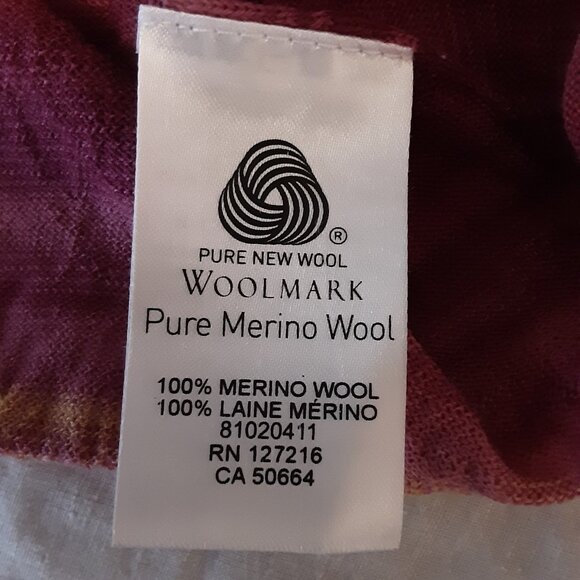 ®
PURE NEW WOOL
WOOLMARK
Pure Merino Wool
100% MERINO WOOL
100% LAINE MÉRINO
81020411
RN 127216
CA 50664